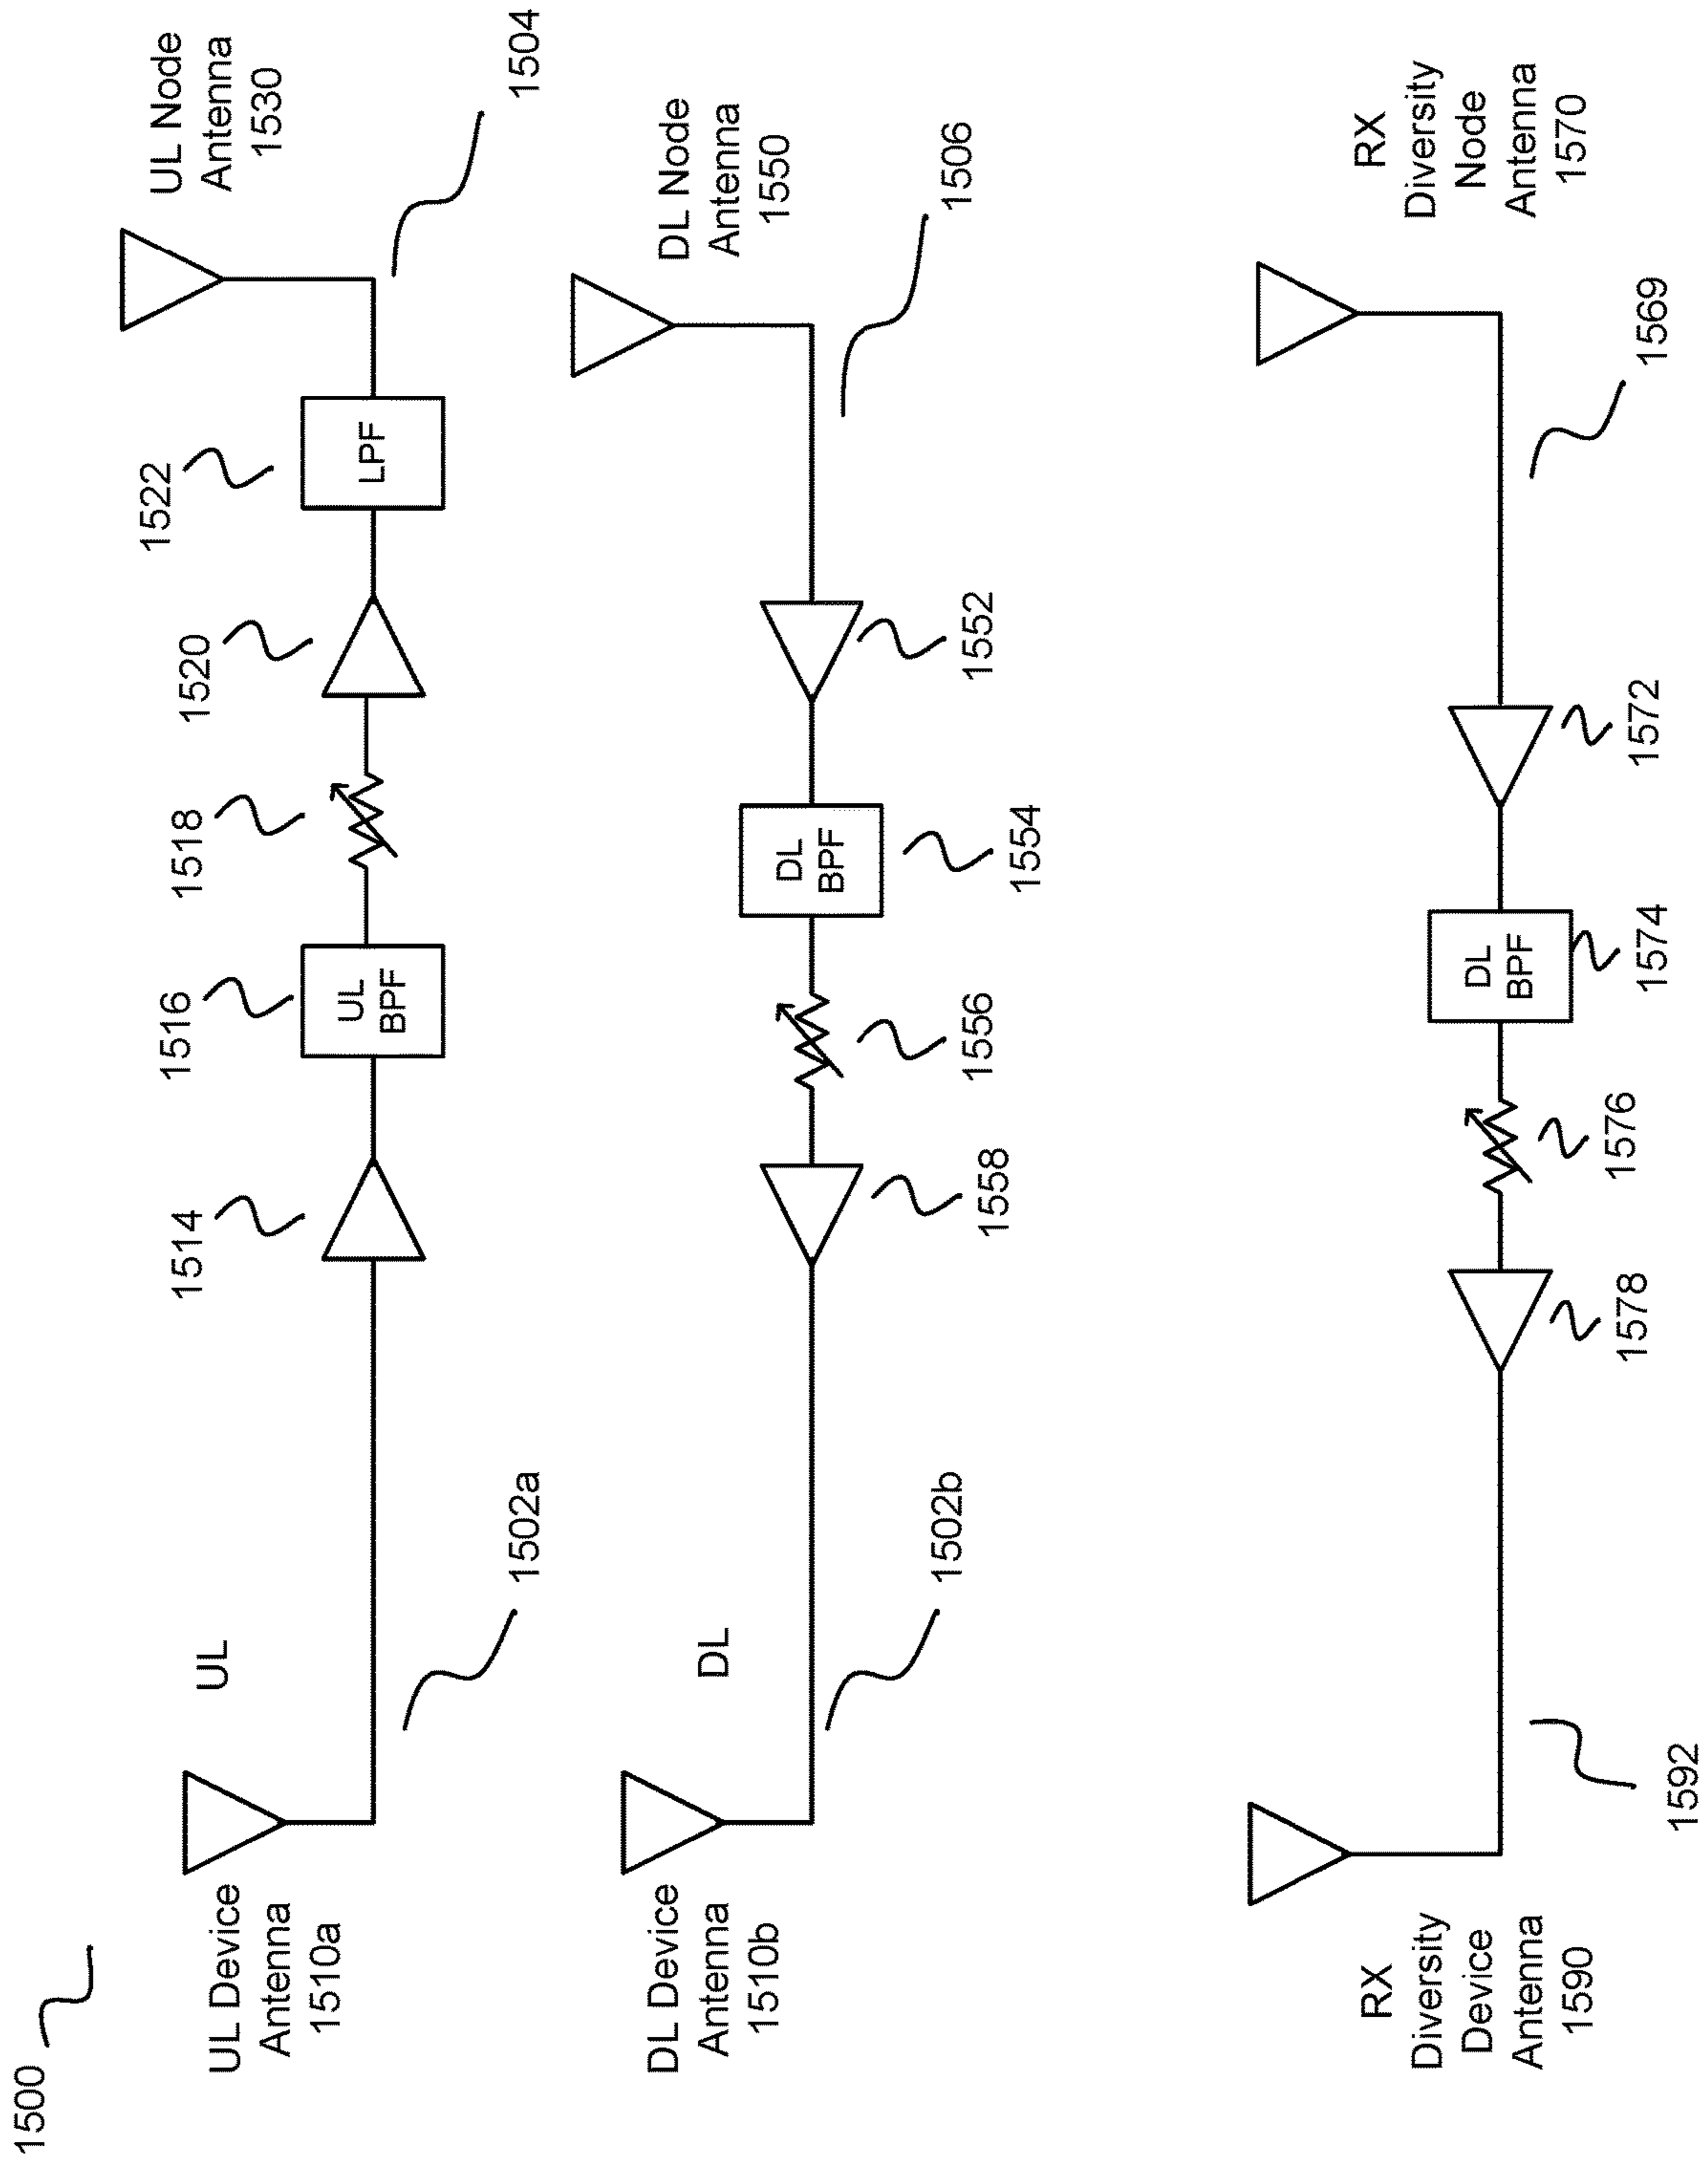 1500
UL Device
Antenna
1510a
UL
1502a
1514
1516
UL
BPF
1518
1520
1522
LPF
UL Node
Antenna
1530
1504
DL Device
Antenna
1510b
DL
1502b
1558
1556
DL
BPF
1554
1552
DL Node
Antenna
1550
1506
RX
Diversity
Device
Antenna
1590
1592
1578
1576
DL
BPF
1574
1572
1569
RX
Diversity
Node
Antenna
1570